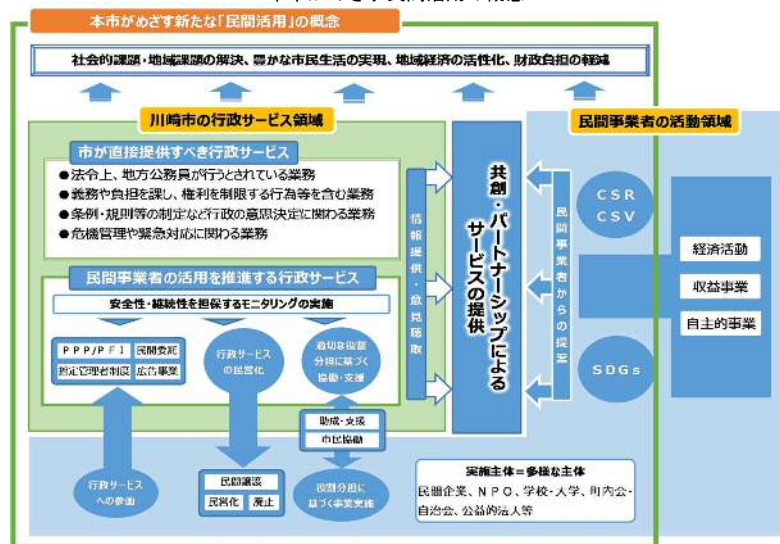 本市がめざす新たな「民間活用」の概念
社会的課題・地域課題の解決、豊かな市民生活の実現、地域経済の活性化、財政負担の軽減
川崎市の行政サービス領域
民間事業者の活動領域
市が直接提供すべき行政サービス
●法令上、地方公務員が行うとされている業務
●義務や負担を課し、権利を制限する行為等を含む業務
●条例・規則等の制定など行政の意思決定に関わる業務
●危機管理や緊急対応に関わる業務
民間事業者の活用を推進する行政サービス
安全性・継続性を担保するモニタリングの実施
PPP/PFI
民間委託
指定管理者制度
広告事業
行政サービス
の民営化
適切な役割
分担に基づく
協働・支援
助成・支援
市民協働
行政サービス
への参画
民間譲渡
民営化
廃止
役割分担に
基づく事業実施
情報提供・意見聴取
共創・パートナーシップによる
サービスの提供
民間事業者からの提案
CSR
CSV
SDGs
経済活動
収益事業
自主的事業
実施主体=多様な主体
民間企業、NPO、学校・大学、町内会・
自治会、公益的法人等